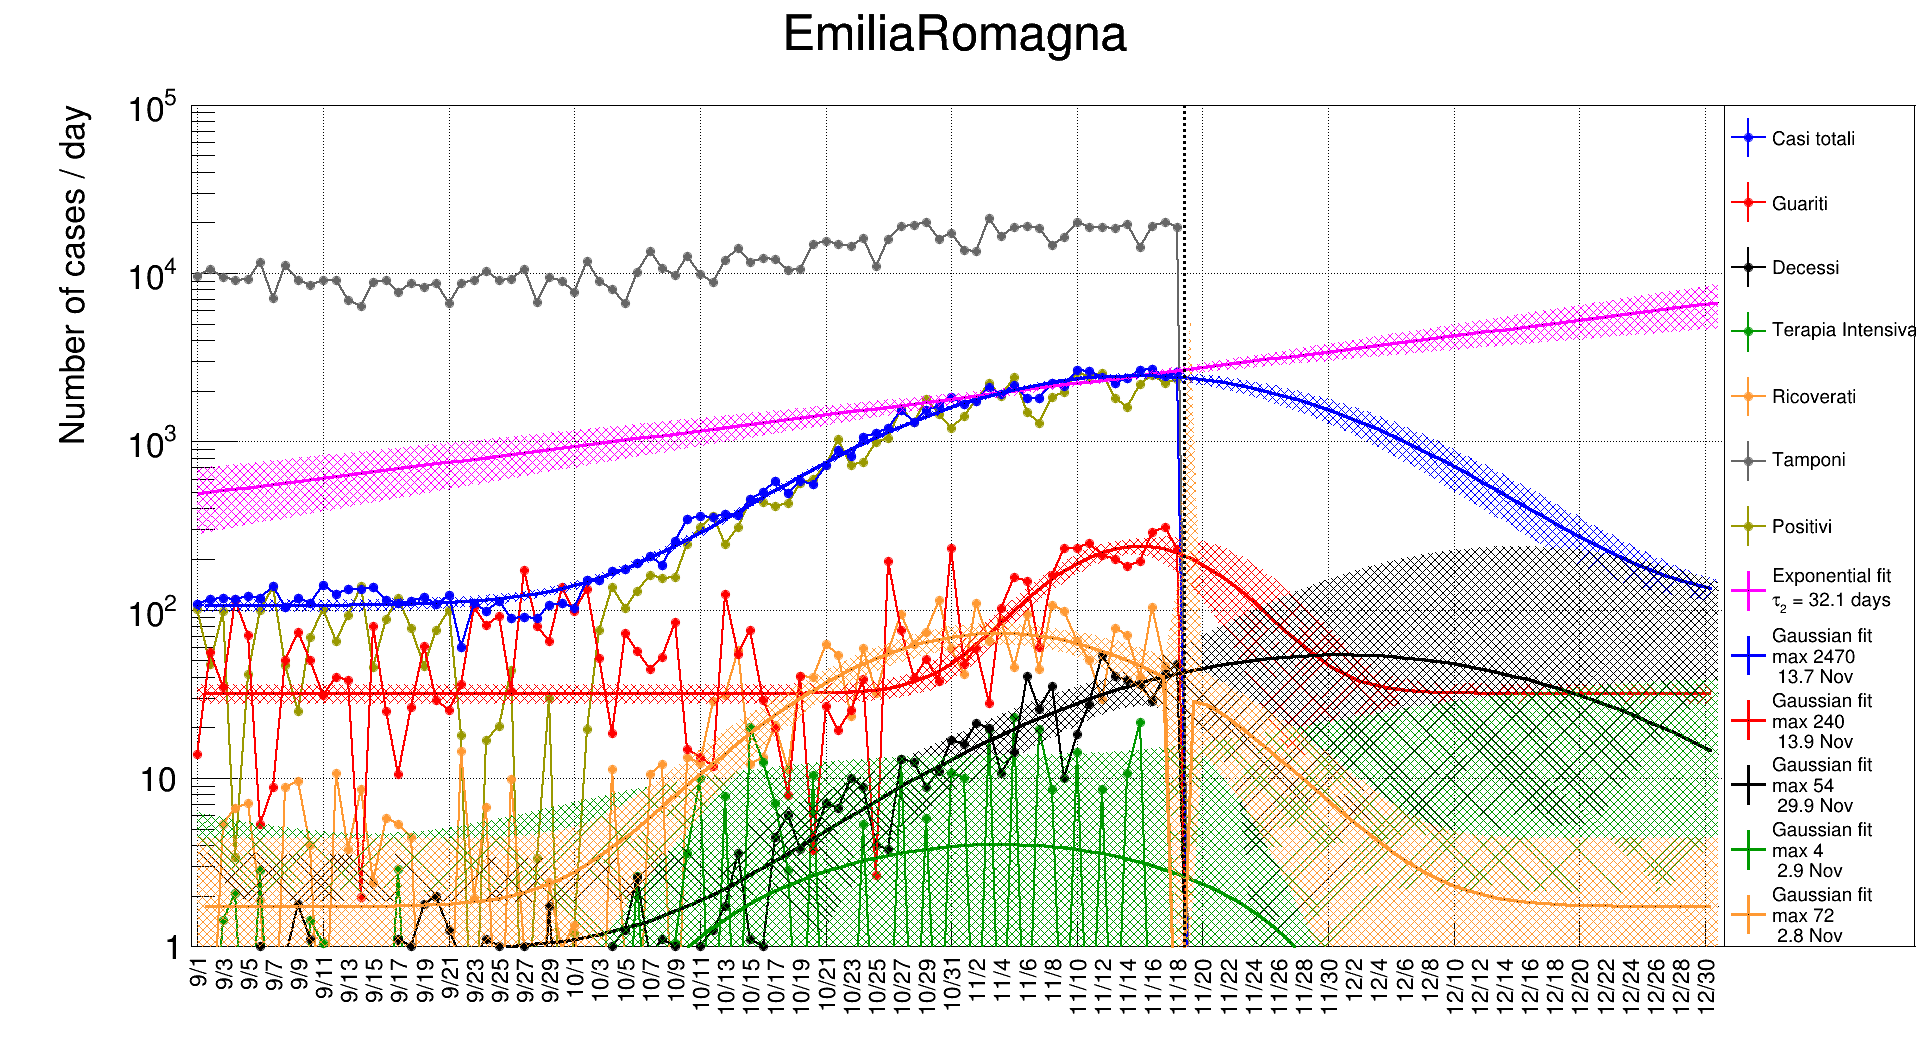 EmiliaRomagna
Number of cases / day
10^5
10^4
10^3
10^2
10
1
9/1 9/3 9/5 9/7 9/9 9/11 9/13 9/15 9/17 9/19 9/21 9/23 9/25 9/27 9/29 10/1 10/3 10/5 10/7 10/9 10/11 10/13 10/15 10/17 10/19 10/21 10/23 10/25 10/27 10/29 10/31 11/2 11/4 11/6 11/8 11/10 11/12 11/14 11/16 11/18 11/20 11/22 11/24 11/26 11/28 11/30 12/2 12/4 12/6 12/8 12/10 12/12 12/14 12/16 12/18 12/20 12/22 12/24 12/26 12/28 12/30
Casi totali
Guariti
Decessi
Terapia Intensiva
Ricoverati
Tamponi
Positivi
Exponential fit
τ₂ = 32.1 days
Gaussian fit
max 2470
13.7 Nov
Gaussian fit
max 240
13.9 Nov
Gaussian fit
max 54
29.9 Nov
Gaussian fit
max 4
2.9 Nov
Gaussian fit
max 72
2.8 Nov